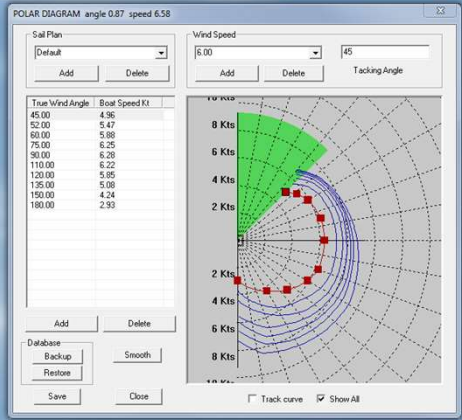 POLAR DIAGRAM angle 0.87 speed 6.58
Sail Plan
Default
Add Delete
Wind Speed
6.00
45
Add Delete Tacking Angle
True Wind Angle Boat Speed Kt
45.00 4.96
52.00 5.47
60.00 5.88
75.00 6.25
90.00 6.28
110.00 6.22
120.00 5.85
135.00 5.08
150.00 4.24
180.00 2.93
10 Kts
8 Kts
6 Kts
4 Kts
2 Kts
2 Kts
4 Kts
6 Kts
8 Kts
10 Kts
Add Delete
Database
Backup
Restore
Smooth
Save Close
Track curve Show All